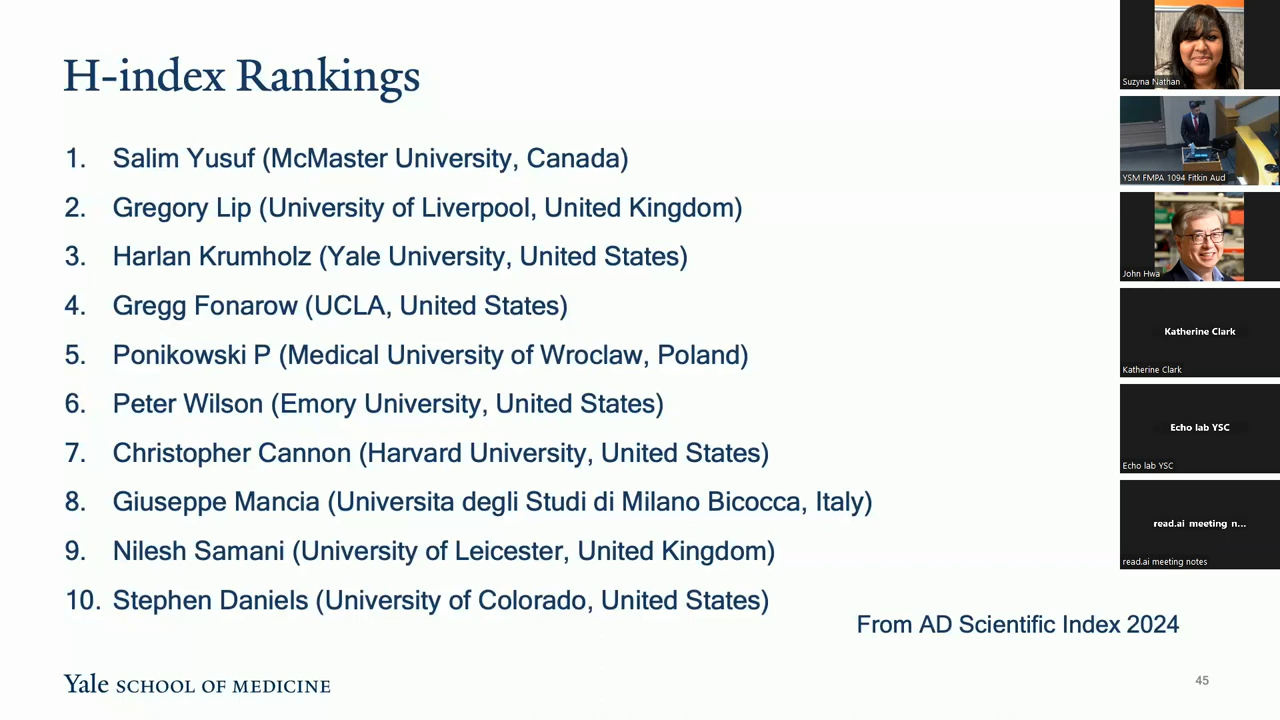 H-index Rankings
1. Salim Yusuf (McMaster University, Canada)
2. Gregory Lip (University of Liverpool, United Kingdom)
3. Harlan Krumholz (Yale University, United States)
4. Gregg Fonarow (UCLA, United States)
5. Ponikowski P (Medical University of Wroclaw, Poland)
6. Peter Wilson (Emory University, United States)
7. Christopher Cannon (Harvard University, United States)
8. Giuseppe Mancia (Universita degli Studi di Milano Bicocca, Italy)
9. Nilesh Samani (University of Leicester, United Kingdom)
10. Stephen Daniels (University of Colorado, United States)
From AD Scientific Index 2024
Yale SCHOOL OF MEDICINE
45
Suzyna Nathan
YSM FMPA 1094 Fitkin Aud
John Hwa
Katherine Clark
Katherine Clark
Echo lab YSC
Echo lab YSC
read.ai meeting n...
read.ai meeting notes